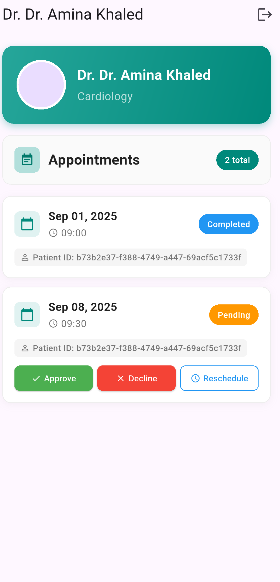 Dr. Dr. Amina Khaled
Dr. Dr. Amina Khaled
Cardiology
Appointments
2 total
Sep 01, 2025
09:00
Completed
Patient ID: b73b2e37-f388-4749-a447-69acf5c1733f
Sep 08, 2025
09:30
Pending
Patient ID: b73b2e37-f388-4749-a447-69acf5c1733f
Approve
Decline
Reschedule